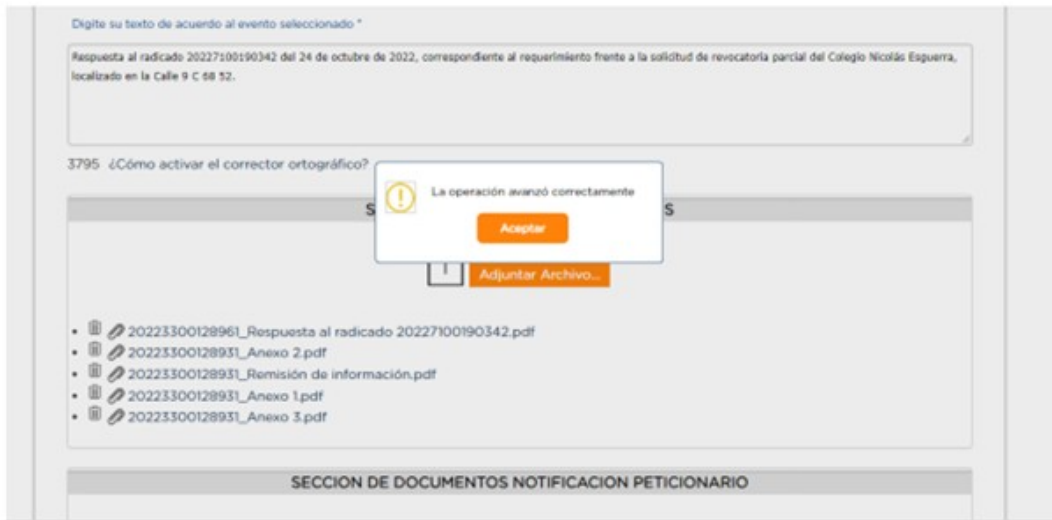 Digite su texto de acuerdo al evento seleccionado *
Respuesta al radicado 20227100190342 del 24 de octubre de 2022, correspondiente al requerimiento frente a la solicitud de revocatoria parcial del Colegio Nicolás Esguerra,
localizado en la Calle 9 C 68 52.
3795 ¿Cómo activar el corrector ortográfico?
La operación avanzó correctamente
S S
Aceptar
Adjuntar Archivo...
20223300128961_Respuesta al radicado 20227100190342.pdf
20223300128931_Anexo 2.pdf
20223300128931_Remisión de información.pdf
20223300128931_Anexo 1.pdf
20223300128931_Anexo 3.pdf
SECCION DE DOCUMENTOS NOTIFICACION PETICIONARIO